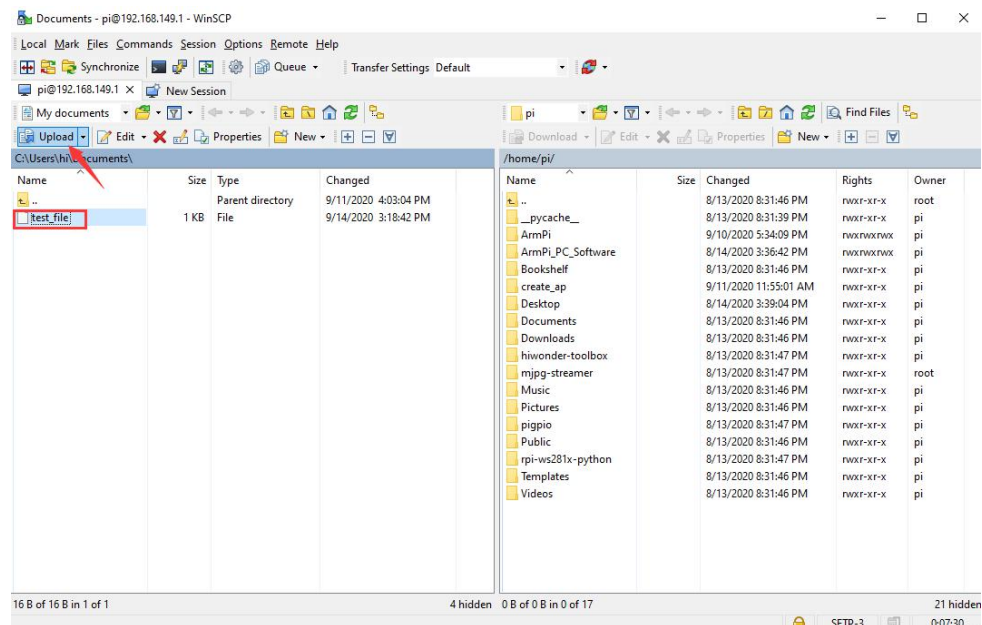 Documents - pi@192.168.149.1 - WinSCP
Local Mark Files Commands Session Options Remote Help
Synchronize Queue Transfer Settings Default
pi@192.168.149.1 New Session
My documents pi Find Files
Upload Edit Properties New Download Edit Properties New
C:\Users\hi\Documents\ /home/pi/
Name Size Type Changed Name Size Changed Rights Owner
.. Parent directory 9/11/2020 4:03:04 PM .. 8/13/2020 8:31:46 PM rwxr-xr-x root
test_file 1 KB File 9/14/2020 3:18:42 PM __pycache__ 8/13/2020 8:31:39 PM rwxr-xr-x pi
ArmPi 9/10/2020 5:34:09 PM rwxrwxrwx pi
ArmPi_PC_Software 8/14/2020 3:36:42 PM rwxrwxrwx pi
Bookshelf 8/13/2020 8:31:46 PM rwxr-xr-x pi
create_ap 9/11/2020 11:55:01 AM rwxr-xr-x pi
Desktop 8/14/2020 3:39:04 PM rwxr-xr-x pi
Documents 8/13/2020 8:31:46 PM rwxr-xr-x pi
Downloads 8/13/2020 8:31:46 PM rwxr-xr-x pi
hiwonder-toolbox 8/13/2020 8:31:47 PM rwxr-xr-x pi
mjpg-streamer 8/13/2020 8:31:47 PM rwxr-xr-x root
Music 8/13/2020 8:31:46 PM rwxr-xr-x pi
Pictures 8/13/2020 8:31:46 PM rwxr-xr-x pi
pigpio 8/13/2020 8:31:47 PM rwxr-xr-x pi
Public 8/13/2020 8:31:46 PM rwxr-xr-x pi
rpi-ws281x-python 8/13/2020 8:31:47 PM rwxr-xr-x pi
Templates 8/13/2020 8:31:46 PM rwxr-xr-x pi
Videos 8/13/2020 8:31:46 PM rwxr-xr-x pi
16 B of 16 B in 1 of 1 4 hidden 0 B of 0 B in 0 of 17 21 hidden
SFTP-3 0:07:30